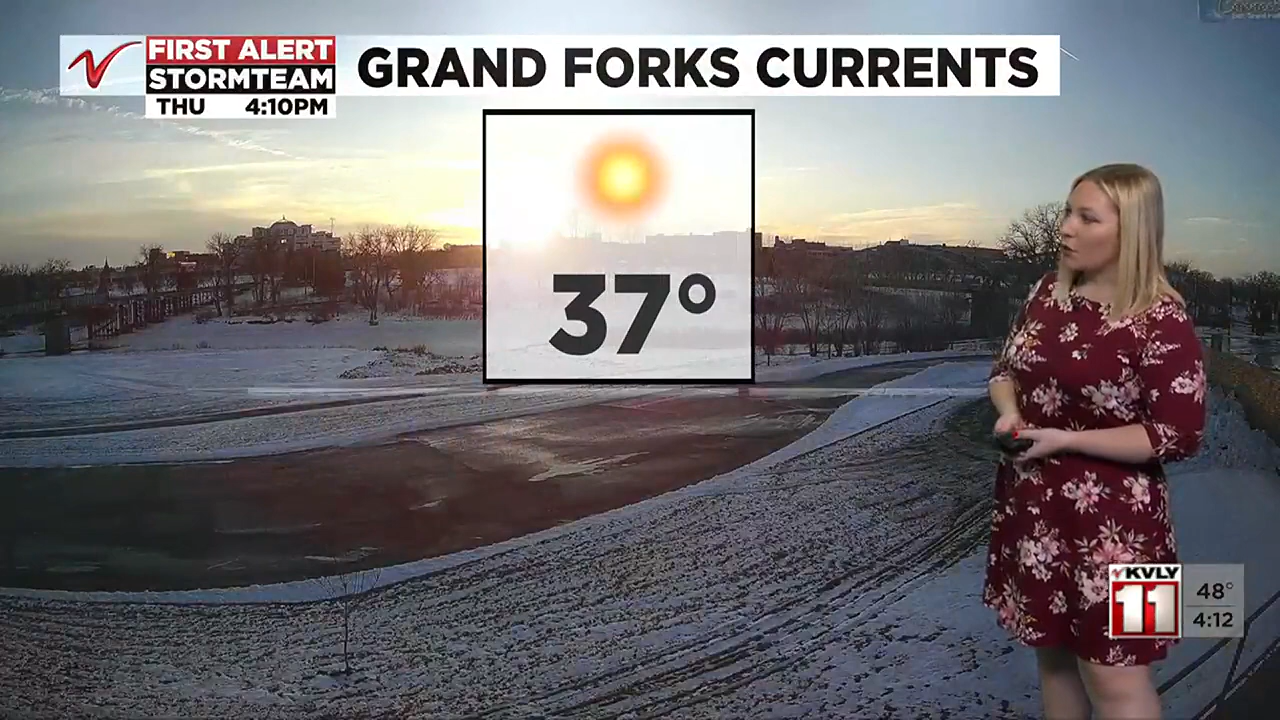 FIRST ALERT
STORMTEAM
THU 4:10PM
GRAND FORKS CURRENTS
37°
KVLY
11
48°
4:12